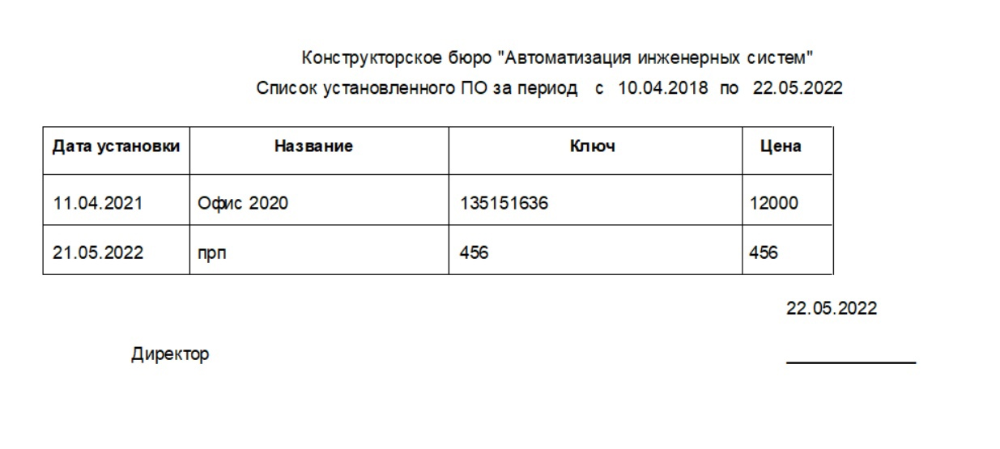 Конструкторское бюро "Автоматизация инженерных систем"
Список установленного ПО за период с 10.04.2018 по 22.05.2022
Дата установки Название Ключ Цена
11.04.2021 Офис 2020 135151636 12000
21.05.2022 прп 456 456
22.05.2022
Директор